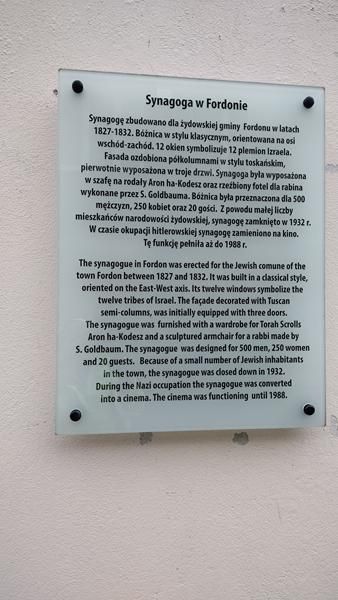 Synagoga w Fordonie
Synagogę zbudowano dla żydowskiej gminy Fordonu w latach
1827-1832. Bóżnica w stylu klasycznym, orientowana na osi
wschód-zachód. 12 okien symbolizuje 12 plemion Izraela.
Fasada ozdobiona półkolumnami w stylu toskańskim,
pierwotnie wyposażona w troje drzwi. Synagoga była wyposażona
w szafę na rodały Aron ha-Kodesz oraz rzeźbiony fotel dla rabina
wykonane przez S. Goldbauma. Bóżnica była przeznaczona dla 500
mężczyzn, 250 kobiet oraz 20 gości. Z powodu małej liczby
mieszkańców narodowości żydowskiej, synagogę zamknięto w 1932 r.
W czasie okupacji hitlerowskiej synagogę zamieniono na kino.
Tę funkcję pełniła aż do 1988 r.
The synagogue in Fordon was erected for the Jewish comune of the
town Fordon between 1827 and 1832. It was built in a classical style,
oriented on the East-West axis. Its twelve windows symbolize the
twelve tribes of Israel. The façade decorated with Tuscan
semi-columns, was initially equipped with three doors.
The synagogue was furnished with a wardrobe for Torah Scrolls
Aron ha-Kodesz and a sculptured armchair for a rabbi made by
S. Goldbaum. The synagogue was designed for 500 men, 250 women
and 20 guests. Because of a small number of Jewish inhabitants
in the town, the synagogue was closed down in 1932.
During the Nazi occupation the synagogue was converted
into a cinema. The cinema was functioning until 1988.